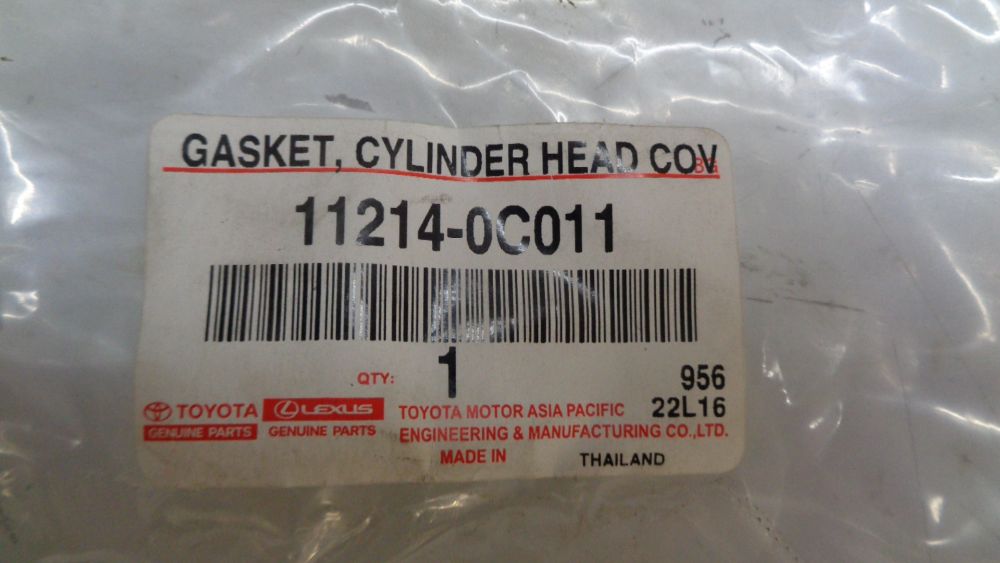 GASKET, CYLINDER HEAD COV
BG
11214-0C011
QTY: 1
956
22L16
TOYOTA
GENUINE PARTS
LEXUS
GENUINE PARTS
TOYOTA MOTOR ASIA PACIFIC
ENGINEERING & MANUFACTURING CO.,LTD.
MADE IN THAILAND